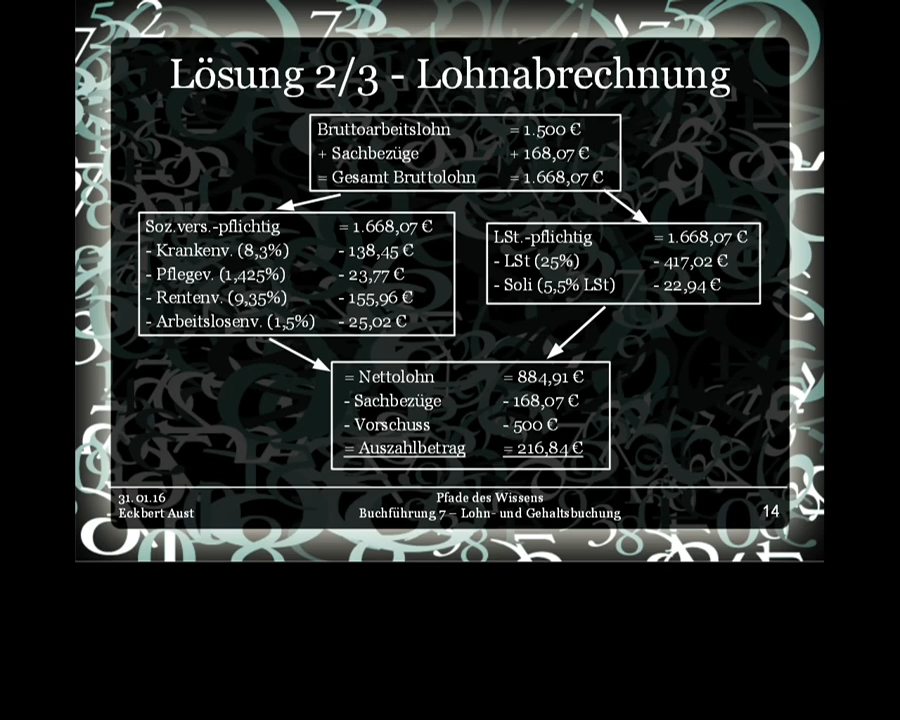 Lösung 2/3 - Lohnabrechnung
Bruttoarbeitslohn = 1.500 €
+ Sachbezüge + 168,07 €
= Gesamt Bruttolohn = 1.668,07 €
Soz.vers.-pflichtig = 1.668,07 €
- Krankenv. (8,3%) - 138,45 €
- Pflegev. (1,425%) - 23,77 €
- Rentenv. (9,35%) - 155,96 €
- Arbeitslosenv. (1,5%) - 25,02 €
LSt.-pflichtig = 1.668,07 €
- LSt (25%) - 417,02 €
- Soli (5,5% LSt) - 22,94 €
= Nettolohn = 884,91 €
- Sachbezüge - 168,07 €
- Vorschuss - 500 €
= Auszahlbetrag = 216,84 €
31.01.16
Eckbert Aust
Pfade des Wissens
Buchführung 7 – Lohn- und Gehaltsbuchung
14